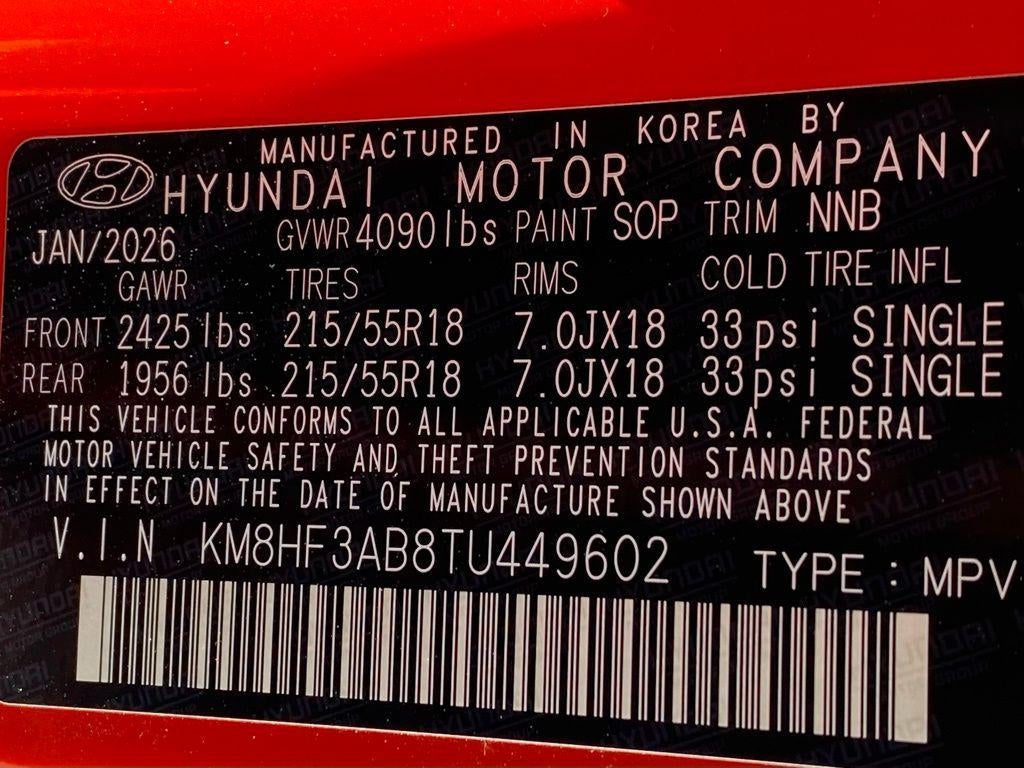 MANUFACTURED IN KOREA BY
HYUNDAI MOTOR COMPANY
JAN/2026 GVWR 4090 lbs PAINT SOP TRIM NNB
GAWR TIRES RIMS COLD TIRE INFL
FRONT 2425 lbs 215/55R18 7.0JX18 33psi SINGLE
REAR 1956 lbs 215/55R18 7.0JX18 33psi SINGLE
THIS VEHICLE CONFORMS TO ALL APPLICABLE U.S.A. FEDERAL
MOTOR VEHICLE SAFETY AND THEFT PREVENTION STANDARDS
IN EFFECT ON THE DATE OF MANUFACTURE SHOWN ABOVE
V.I.N KM8HF3AB8TU449602 TYPE : MPV